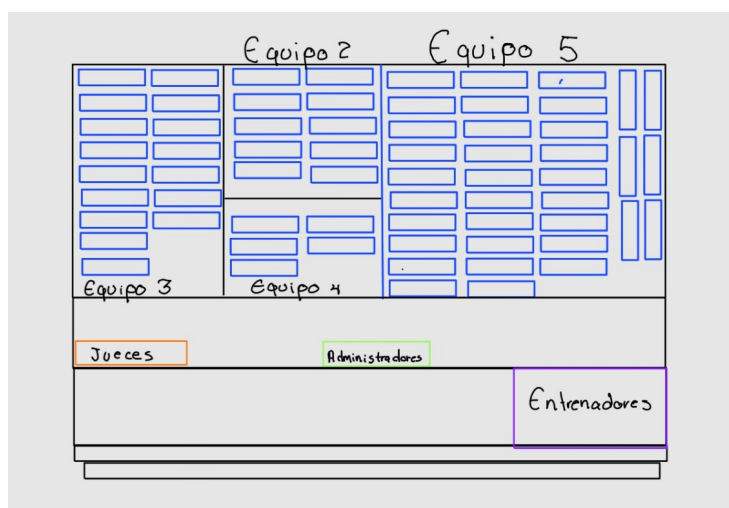 Equipo 2
Equipo 5
Equipo 3
Equipo 4
Jueces
Administradores
Entrenadores